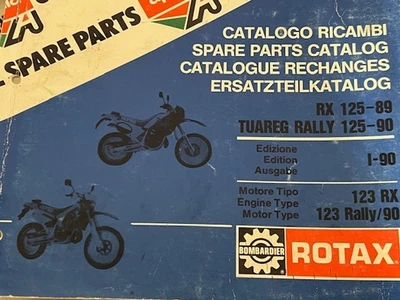 SPARE PARTS
CATALOGO RICAMBI
SPARE PARTS CATALOG
CATALOGUE RECHANGES
ERSATZTEILKATALOG
RX 125-89
TUAREG RALLY 125-90
Edizione
Edition I-90
Ausgabe
Motore Tipo 123 RX
Engine Type
Motor Type 123 Rally/90
BOMBARDIER ROTAX